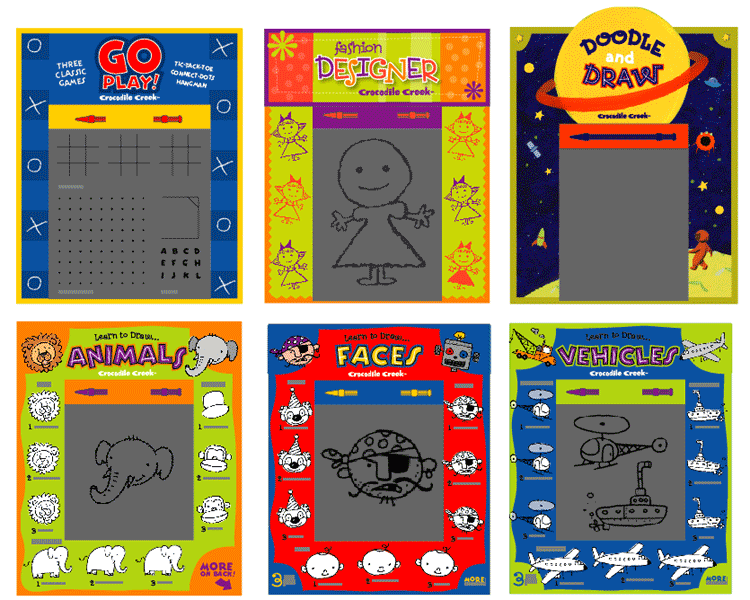 GO
PLAY!
THREE
CLASSIC
GAMES
TIC-TAC-TOE
CONNECT-DOTS
HANGMAN
Crocodile Creek
A B C D
E F G H
I J K L
fashion
DESIGNER
Crocodile Creek
DOODLE
and
DRAW
Crocodile Creek
Learn to Draw...
ANIMALS
Crocodile Creek
1
2
3
1
2
3
1 2 3
MORE
ON BACK!
Learn to Draw...
FACES
Crocodile Creek
1
2
3
1
2
3
1 2 3
MORE
Learn to Draw...
VEHICLES
Crocodile Creek
1
2
3
1
2
3
1 2 3
MORE